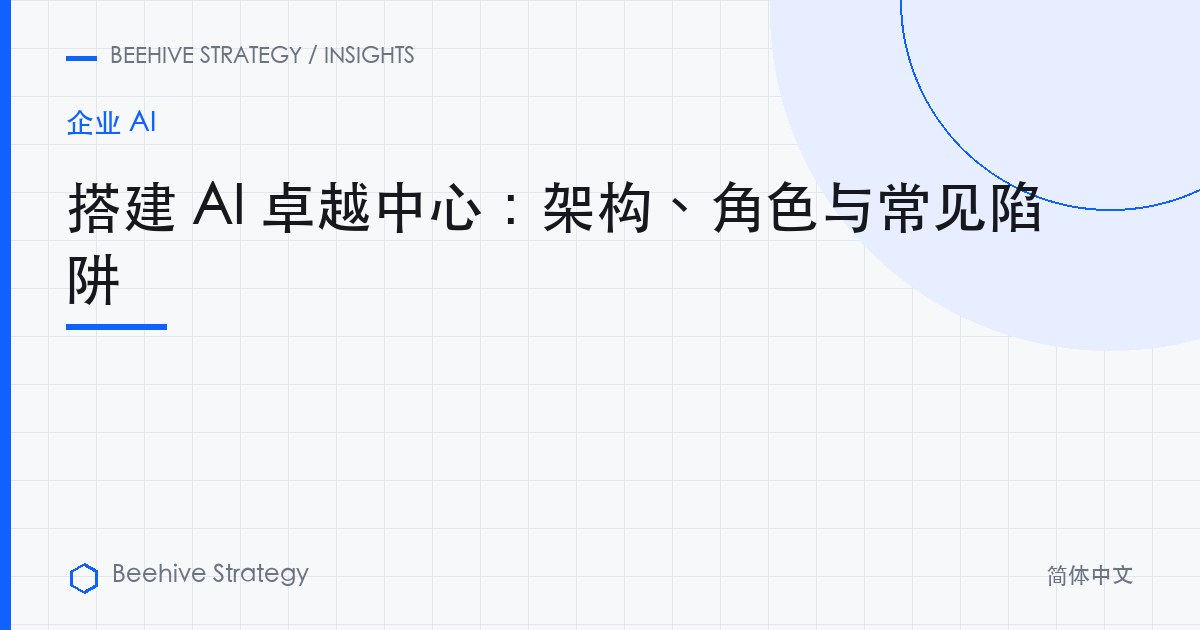 BEEHIVE STRATEGY / INSIGHTS
企业 AI
搭建 AI 卓越中心：架构、角色与常见陷
阱
Beehive Strategy
简体中文